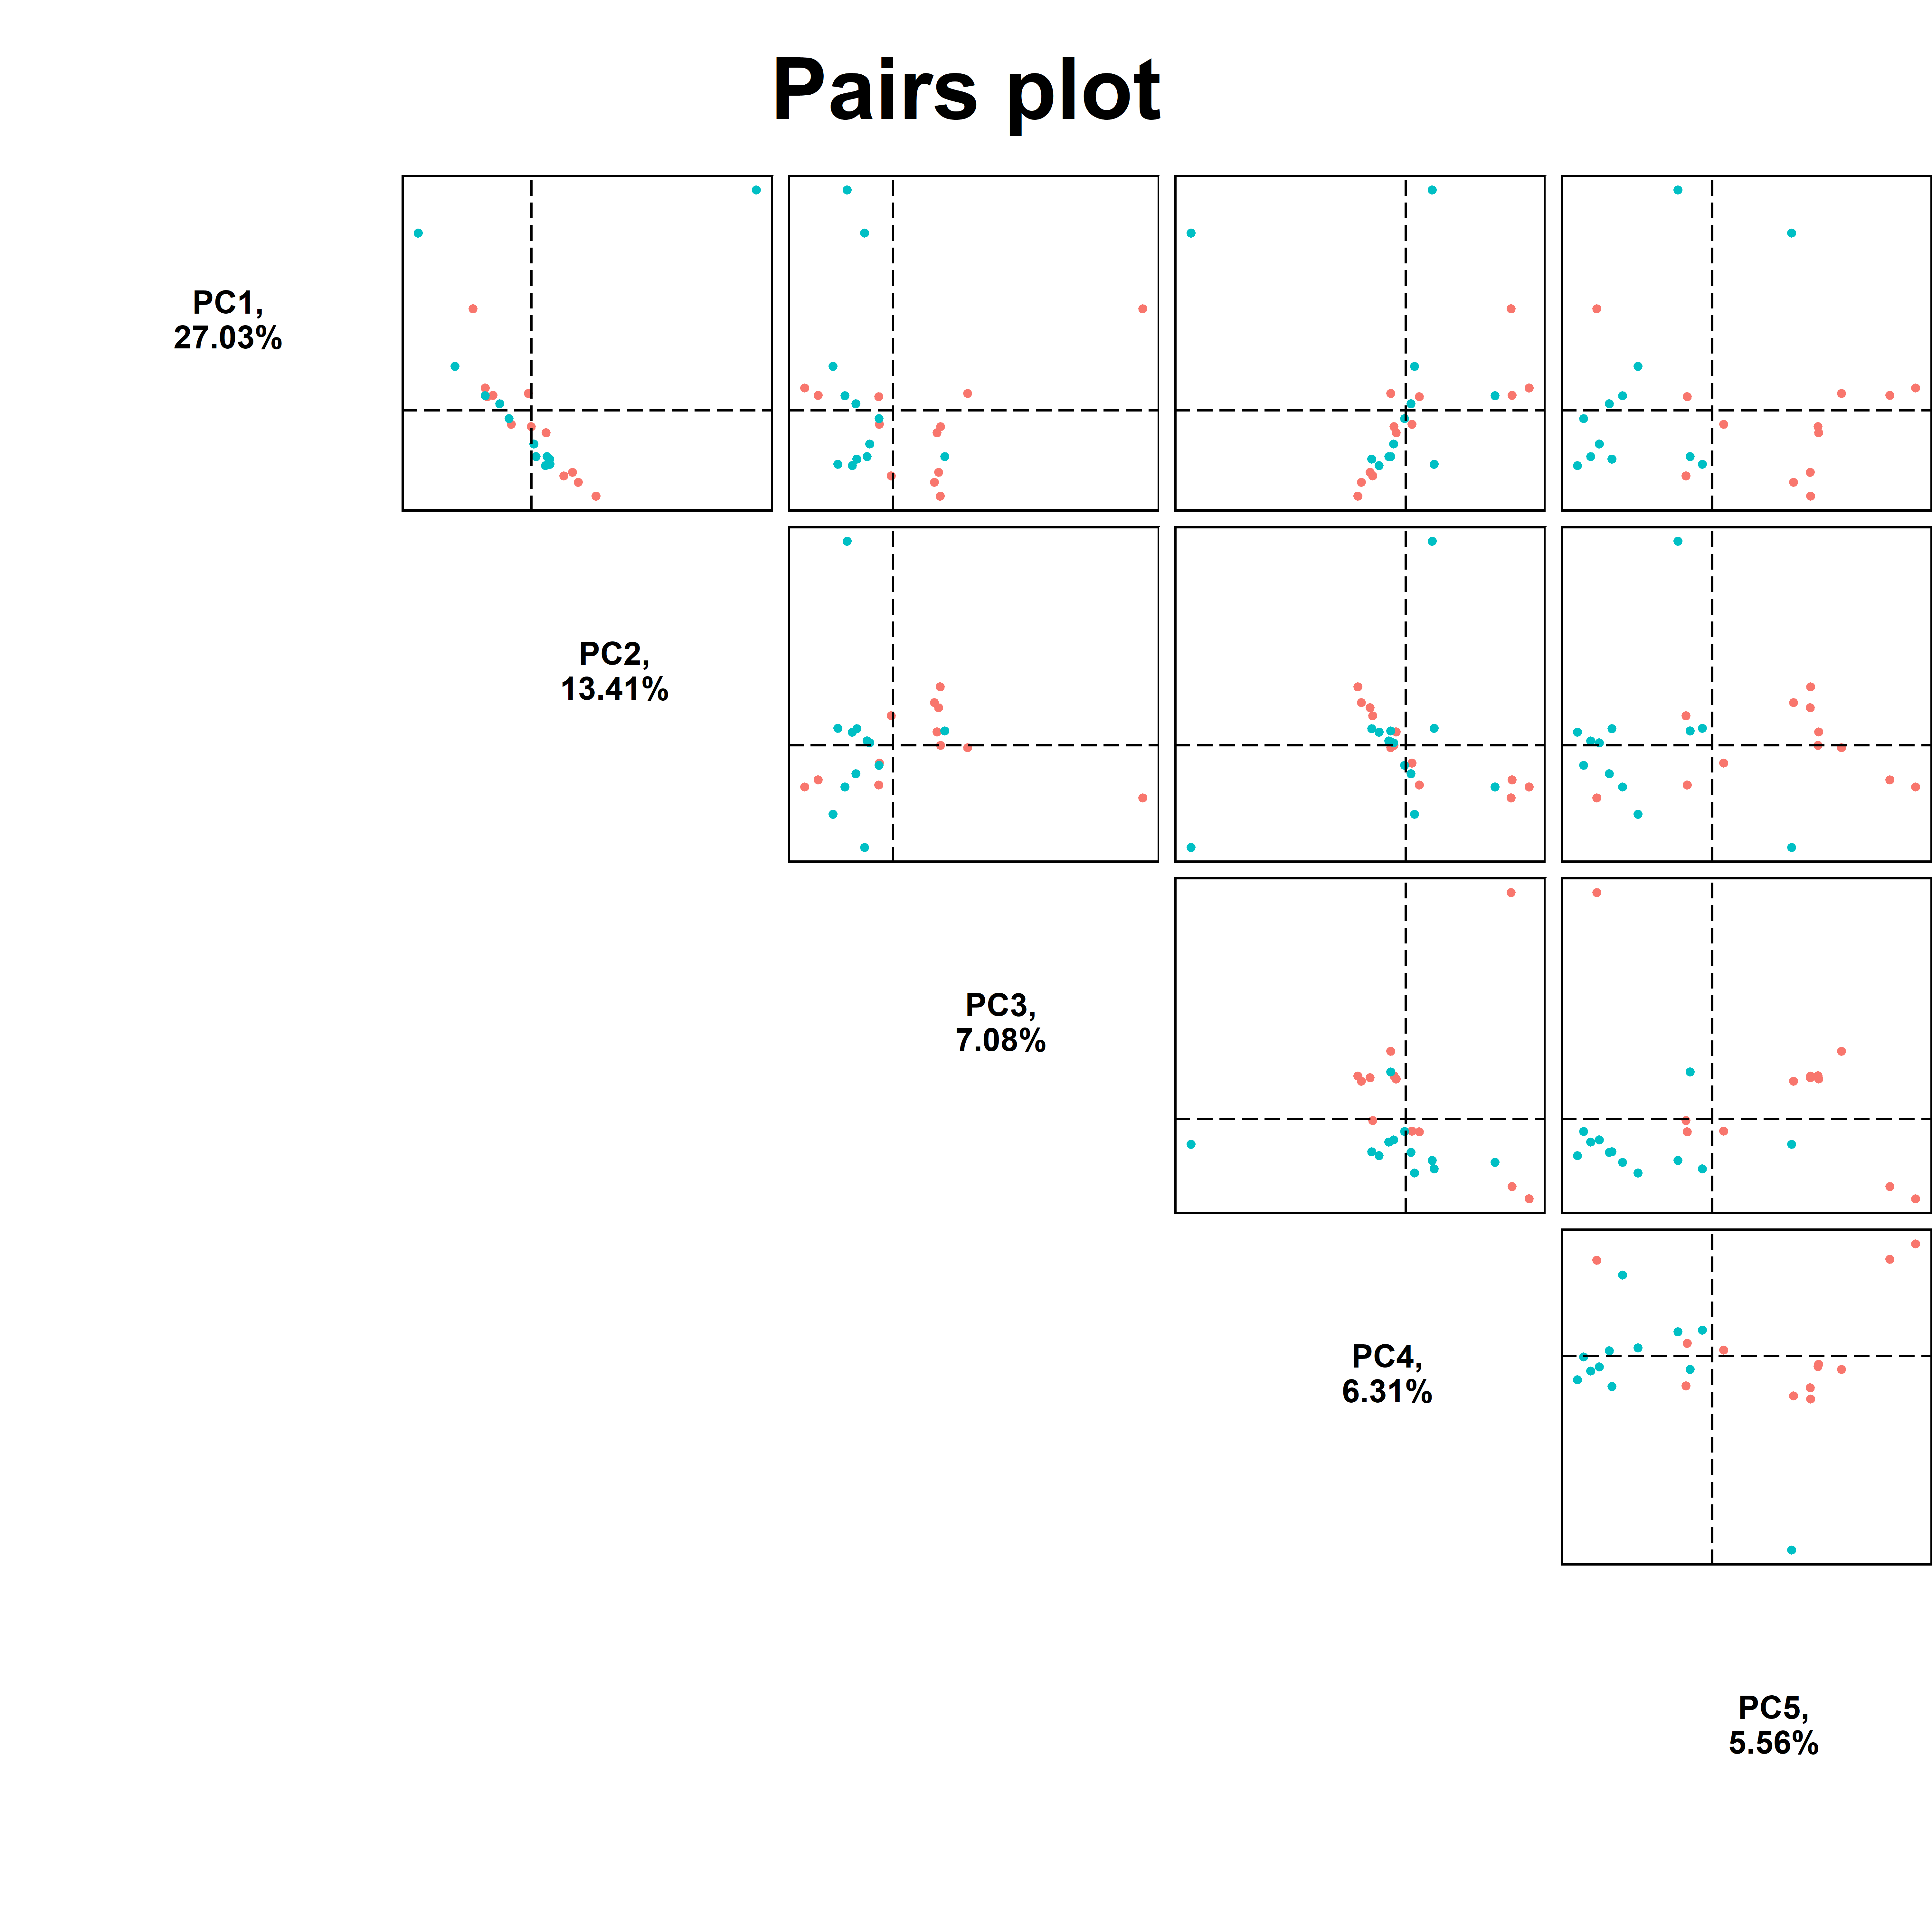 Pairs plot
PC1,
27.03%
PC2,
13.41%
PC3,
7.08%
PC4,
6.31%
PC5,
5.56%